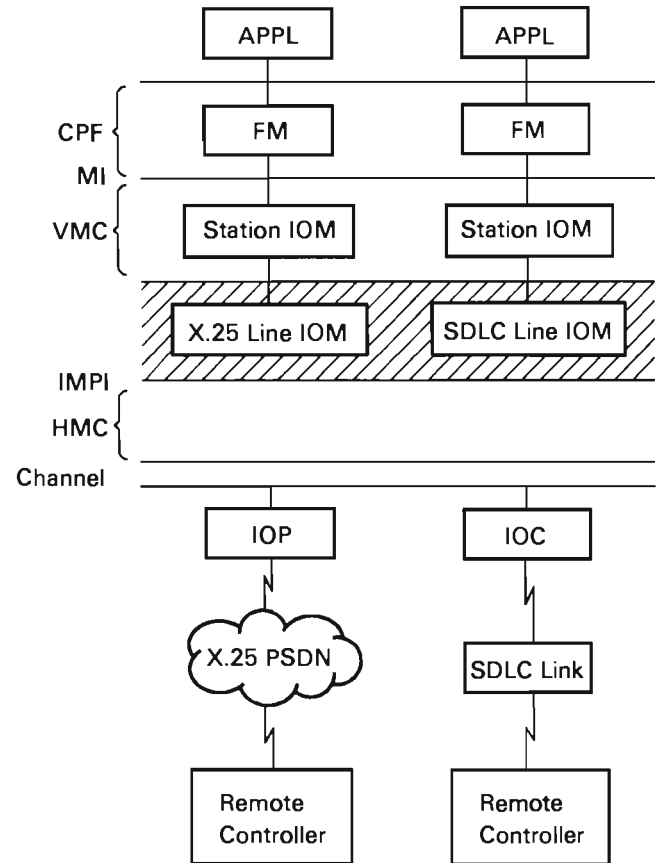 APPL APPL
CPF FM FM
MI
VMC Station IOM Station IOM
X.25 Line IOM SDLC Line IOM
IMPI
HMC
Channel
IOP IOC
X.25 PSDN SDLC Link
Remote Remote
Controller Controller